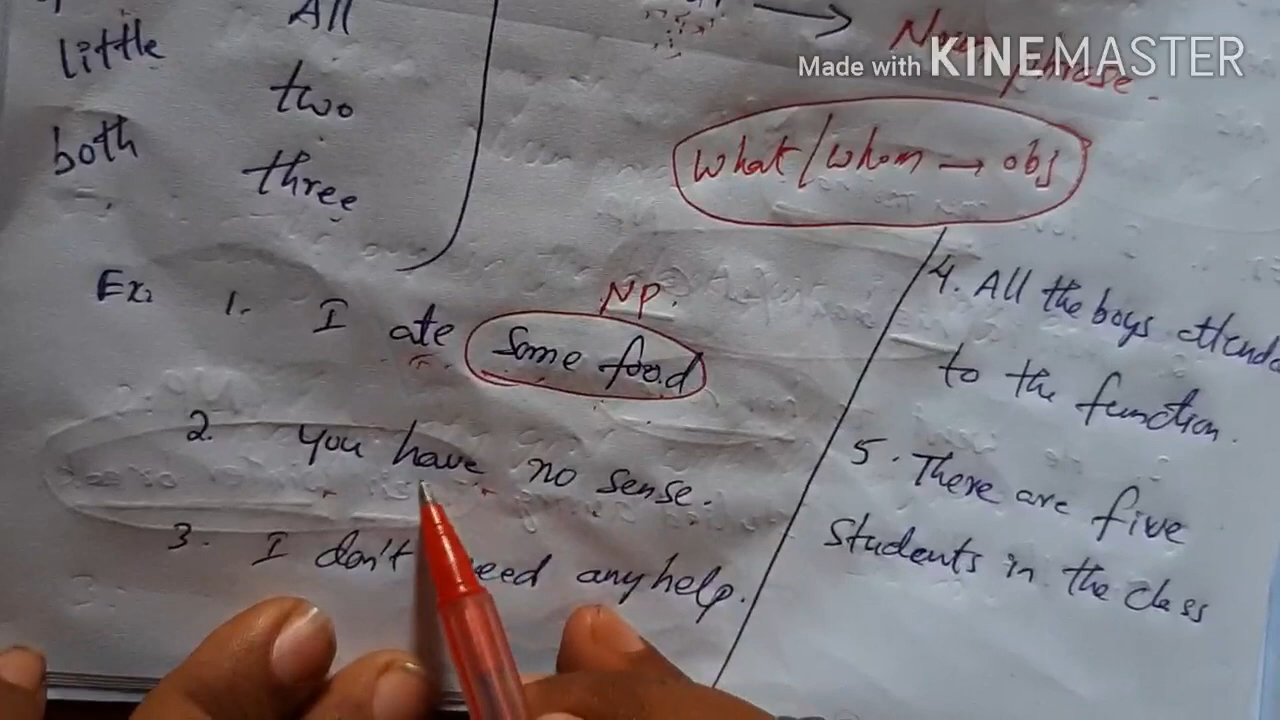 All
little
two
both
three
Noun phrase.
Made with KINEMASTER
What/whom → obj
Ex: 1. I ate some food
NP.
2. you have no sense.
3. I don't need any help.
4. All the boys attend
to the function.
5. There are five
students in the class